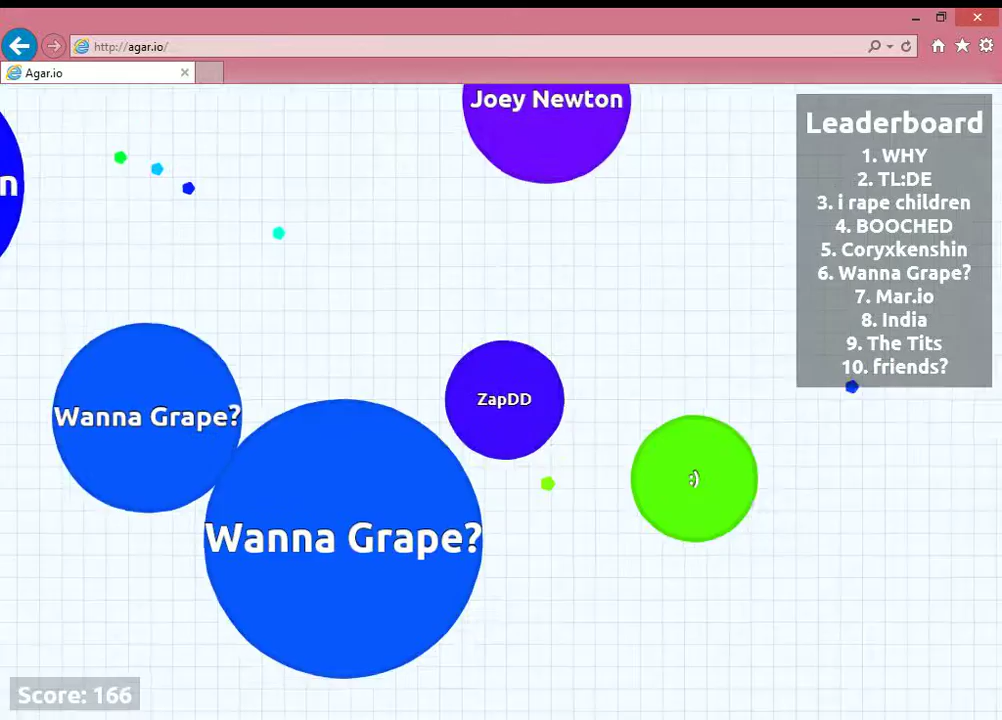 http://agar.io/
Agar.io
Joey Newton
n
Leaderboard
1. WHY
2. TL:DE
3. i rape children
4. BOOCHED
5. Coryxkenshin
6. Wanna Grape?
7. Mar.io
8. India
9. The Tits
10. friends?
Wanna Grape?
ZapDD
:)
Wanna Grape?
Score: 166